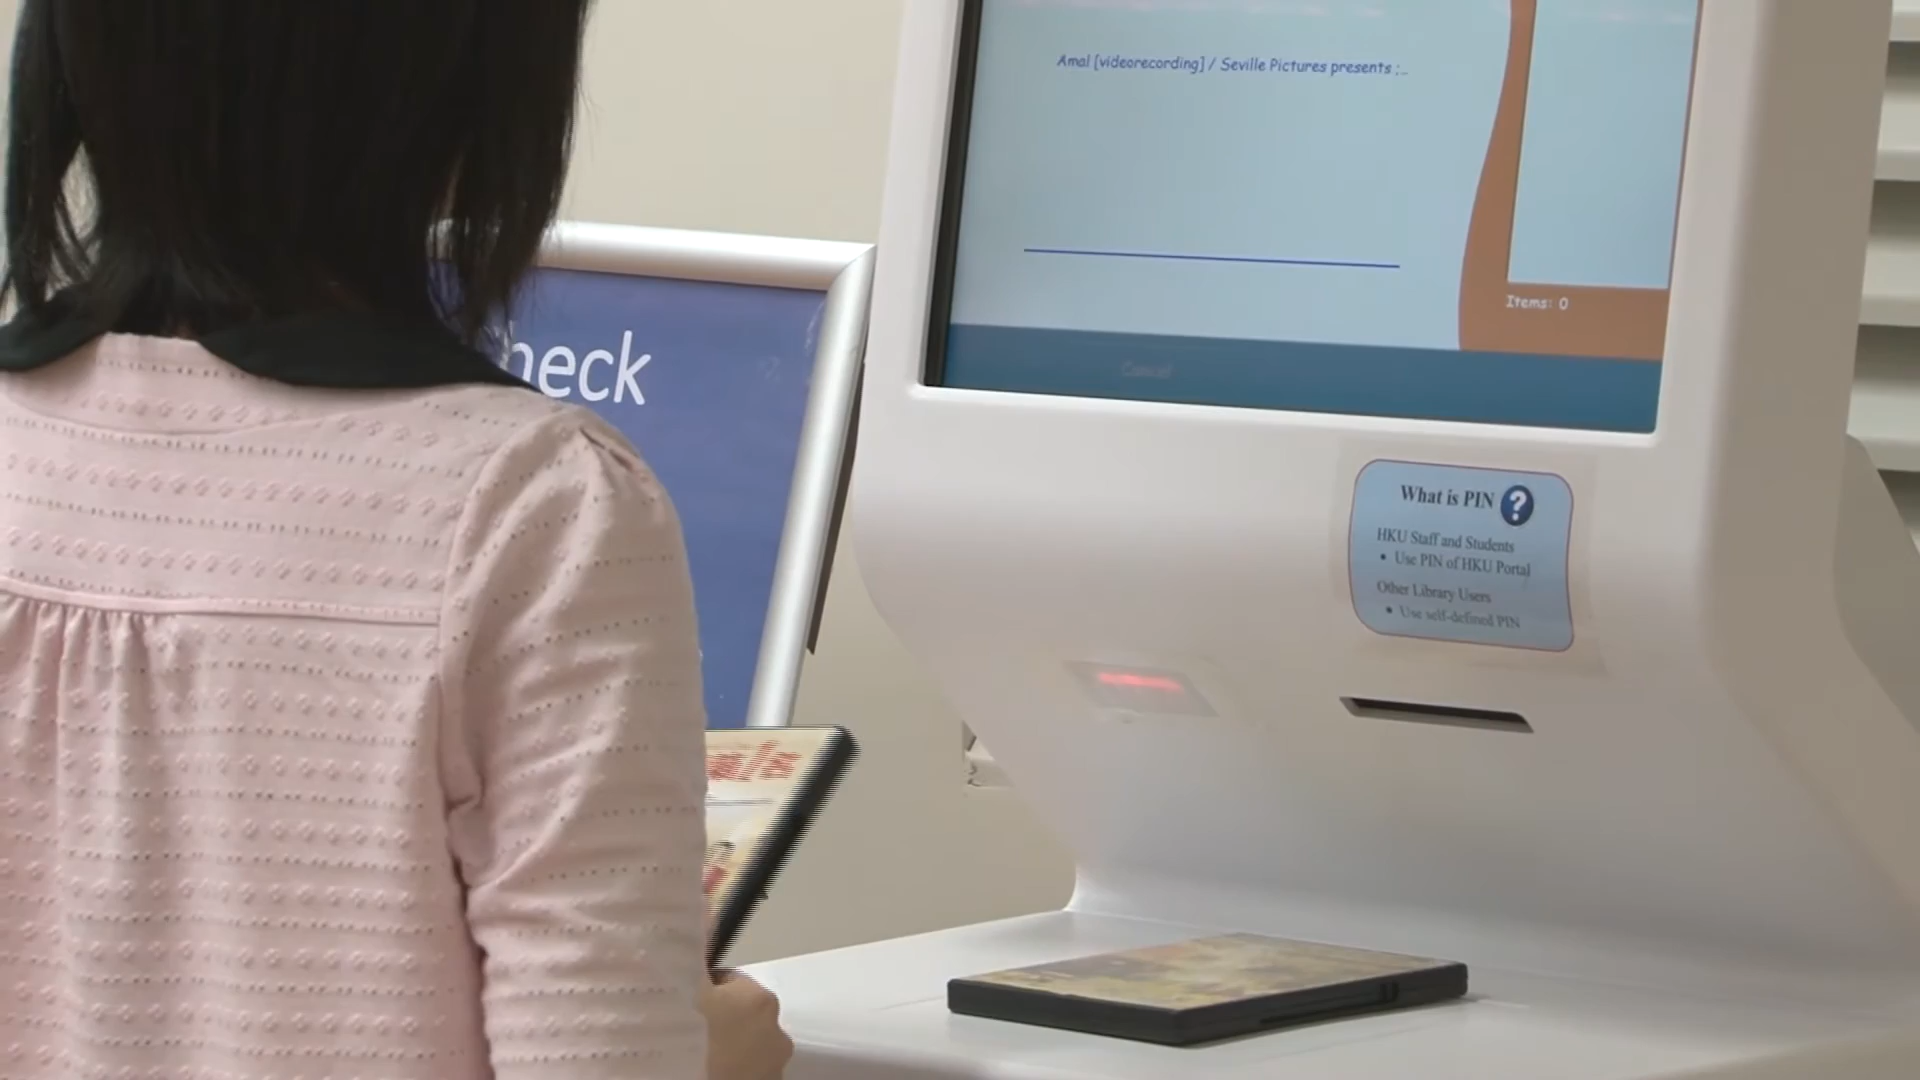 Amal [videorecording] / Seville Pictures presents ;...
Items: 0
Cancel
heck
What is PIN ?
HKU Staff and Students
• Use PIN of HKU Portal
Other Library Users
• Use self-defined PIN